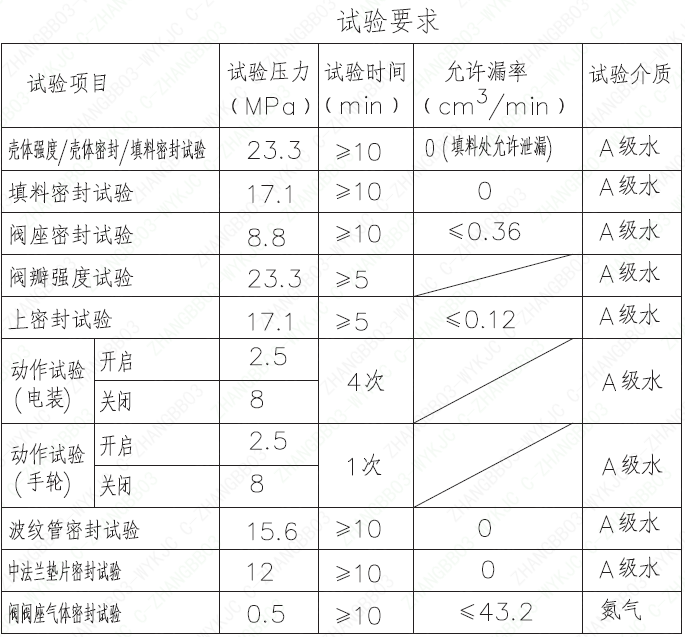 试验要求
试验项目 试验压力（MPa） 试验时间（min） 允许漏率（cm³/min） 试验介质
壳体强度/壳体密封/填料密封试验 23.3 ≥10 0（填料处允许泄漏） A级水
填料密封试验 17.1 ≥10 0 A级水
阀座密封试验 8.8 ≥10 ≤0.36 A级水
阀瓣强度试验 23.3 ≥5 A级水
上密封试验 17.1 ≥5 ≤0.12 A级水
动作试验（电装） 开启 2.5 4次 A级水
关闭 8
动作试验（手轮） 开启 2.5 1次 A级水
关闭 8
波纹管密封试验 15.6 ≥10 0 A级水
中法兰垫片密封试验 12 ≥10 0 A级水
阀阀座气体密封试验 0.5 ≥10 ≤43.2 氮气